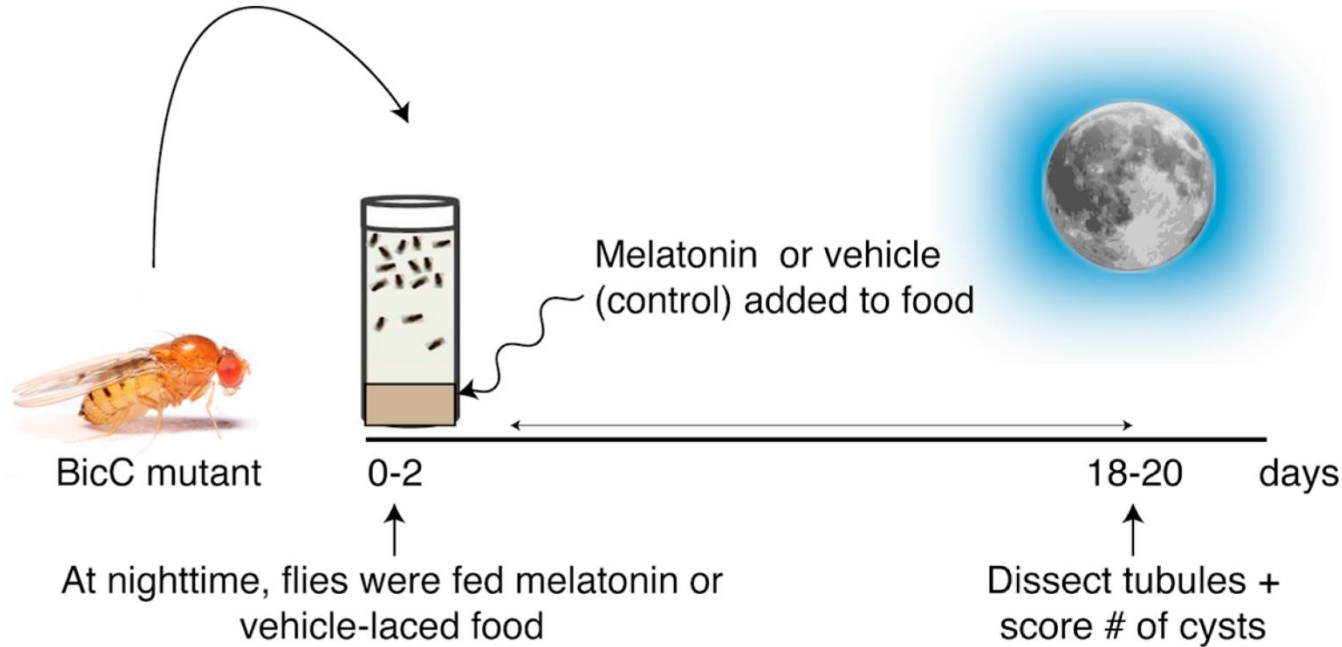 Melatonin or vehicle
(control) added to food
BicC mutant
0-2
18-20
days
At nighttime, flies were fed melatonin or
vehicle-laced food
Dissect tubules +
score # of cysts